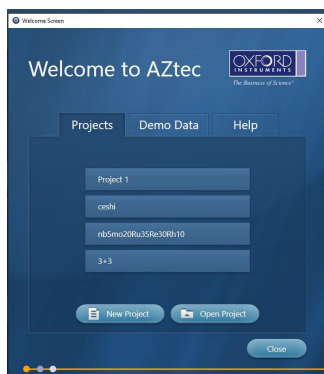 Welcome Screen
Welcome to AZtec
OXFORD
INSTRUMENTS
The Business of Science®
Projects Demo Data Help
Project 1
ceshi
nb5mo20Ru35Re30Rh10
3+3
New Project Open Project
Close